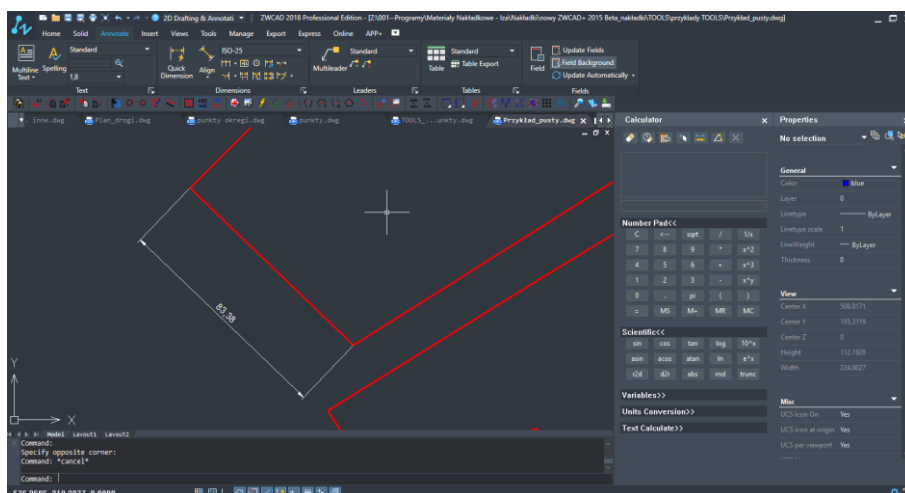 2D Drafting & Annotati
ZWCAD 2018 Professional Edition - [Z:\001--Programy\Materiały Nakładkowe - Iza\Nakładki\nowy ZWCAD+ 2015 Beta_nakładki\TOOLS\przykłady TOOLS\Przykład_pusty.dwg]
Home Solid Annotate Insert Views Tools Manage Export Express Online APP+
Standard ISO-25 Standard Standard Update Fields
Multiline Text Spelling Quick Dimension Align Multileader Table Table Export Field Field Background
1,8 Update Automatically
Text Dimensions Leaders Tables Fields
inne.dwg Plan_drogi.dwg punkty okregi.dwg punkty.dwg TOOLS_...unkty.dwg Przykład_pusty.dwg X
83,38
Y
X
Model Layout1 Layout2
Command:
Specify opposite corner:
Command: *cancel*
Command:
Calculator x
Number Pad<<
C <-- sqrt / 1/x
7 8 9 * x^2
4 5 6 + x^3
1 2 3 - x^y
0 . pi ( )
= MS M+ MR MC
Scientific<<
sin cos tan log 10^x
asin acos atan ln e^x
r2d d2r abs rnd trunc
Variables>>
Units Conversion>>
Text Calculate>>
Properties
No selection
General
Color blue
Layer 0
Linetype ByLayer
Linetype scale 1
LineWeight ByLayer
Thickness 0
View
Center X 508.8171
Center Y 195.3119
Center Z 0
Height 112.1928
Width 224.8027
Misc
UCS Icon On Yes
UCS icon at origin Yes
UCS per viewport Yes